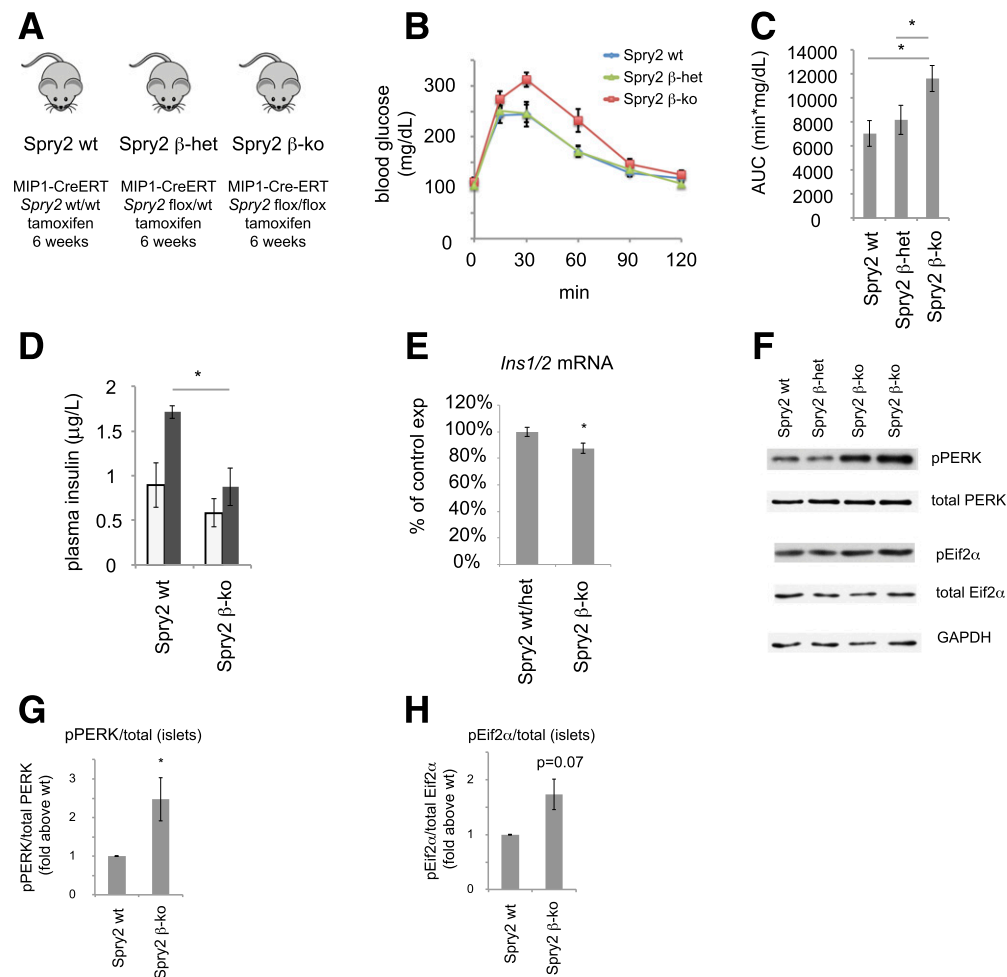 A
Spry2 wt
Spry2 β-het
Spry2 β-ko
MIP1-CreERT
Spry2 wt/wt
tamoxifen
6 weeks
MIP1-CreERT
Spry2 flox/wt
tamoxifen
6 weeks
MIP1-Cre-ERT
Spry2 flox/flox
tamoxifen
6 weeks
B
Spry2 wt
Spry2 β-het
Spry2 β-ko
blood glucose
(mg/dL)
300
200
100
0
0 30 60 90 120
min
C
*
*
AUC (min*mg/dL)
14000
12000
10000
8000
6000
4000
2000
0
Spry2 wt
Spry2 β-het
Spry2 β-ko
D
*
plasma insulin (μg/L)
2
1.5
1
0.5
0
Spry2 wt
Spry2 β-ko
E
Ins1/2 mRNA
% of control exp
120%
100%
80%
60%
40%
20%
0%
*
Spry2 wt/het
Spry2 β-ko
F
Spry2 wt
Spry2 β-het
Spry2 β-ko
Spry2 β-ko
pPERK
total PERK
pEif2α
total Eif2α
GAPDH
G
pPERK/total (islets)
pPERK/total PERK
(fold above wt)
3
2
1
0
*
Spry2 wt
Spry2 β-ko
H
pEif2α/total (islets)
p=0.07
pEif2α/total Eif2α
(fold above wt)
2
1
0
Spry2 wt
Spry2 β-ko